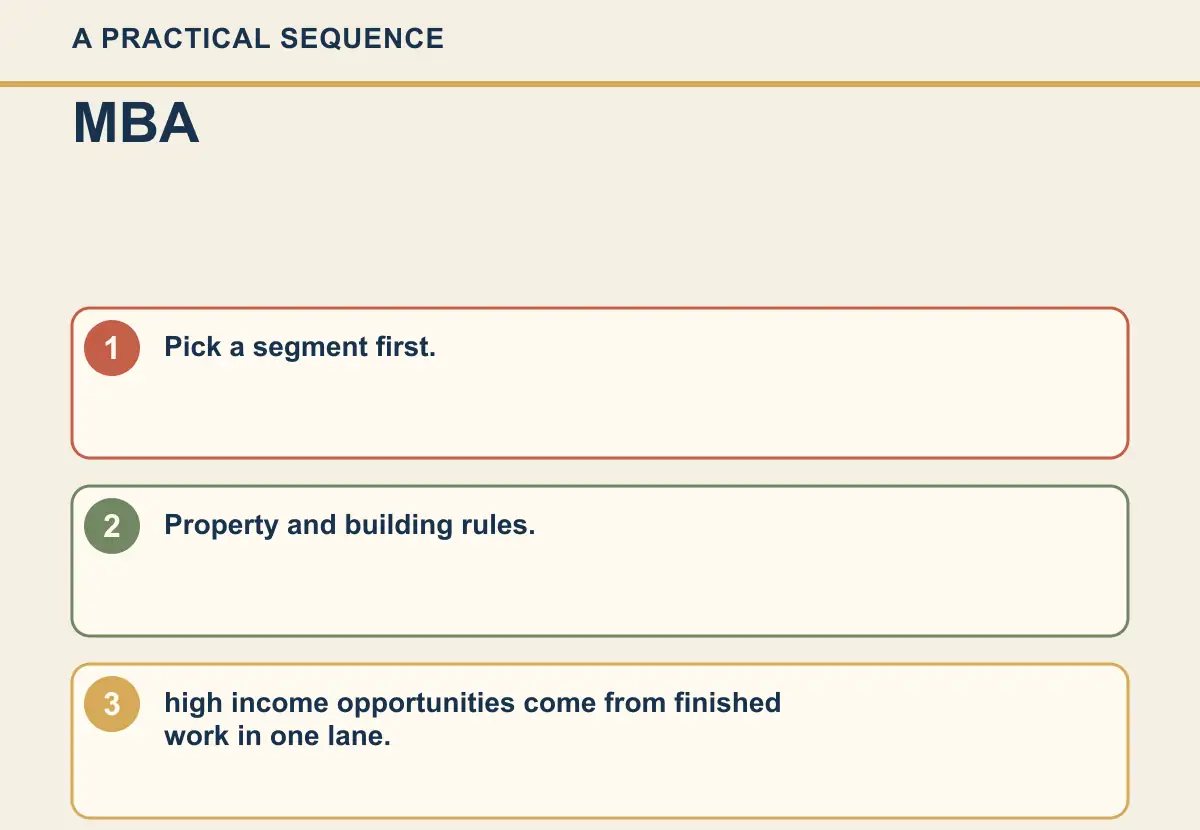 A PRACTICAL SEQUENCE
MBA
1
Pick a segment first.
2
Property and building rules.
3
high income opportunities come from finished
work in one lane.